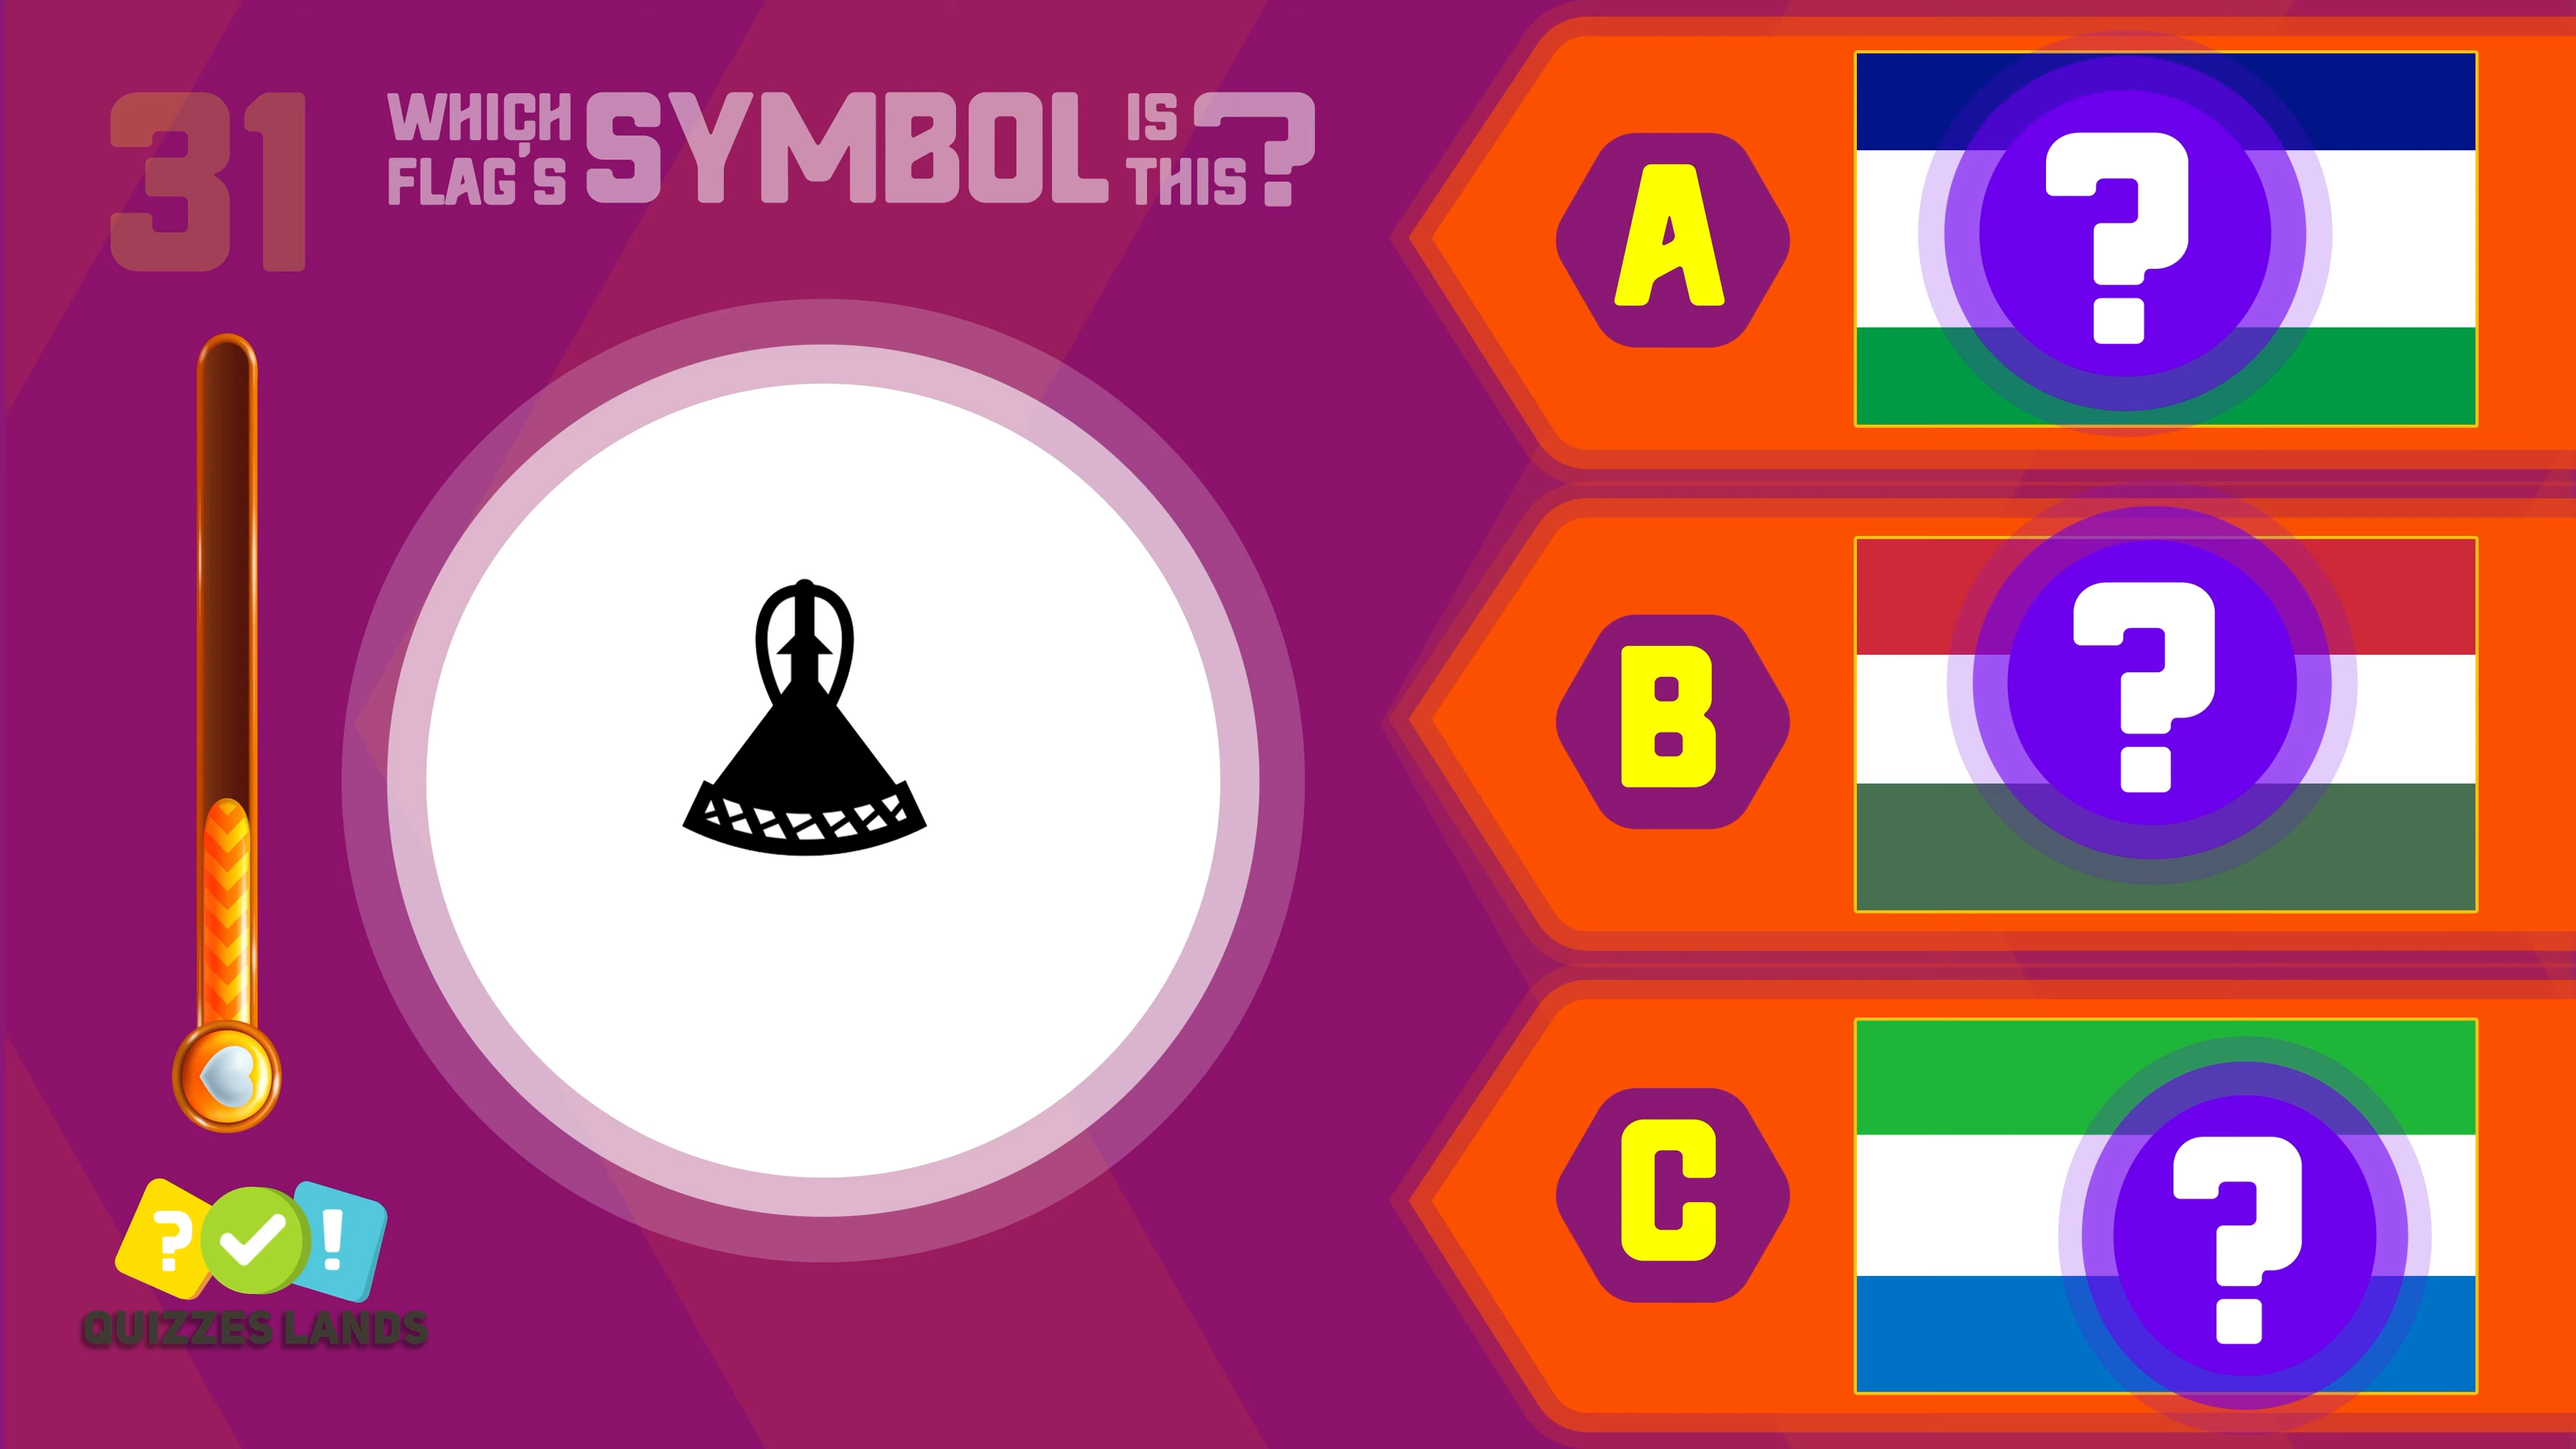 31
WHICH
FLAG'S
SYMBOL
IS
THIS
?
A
?
B
?
C
?
? !
QUIZZES LANDS